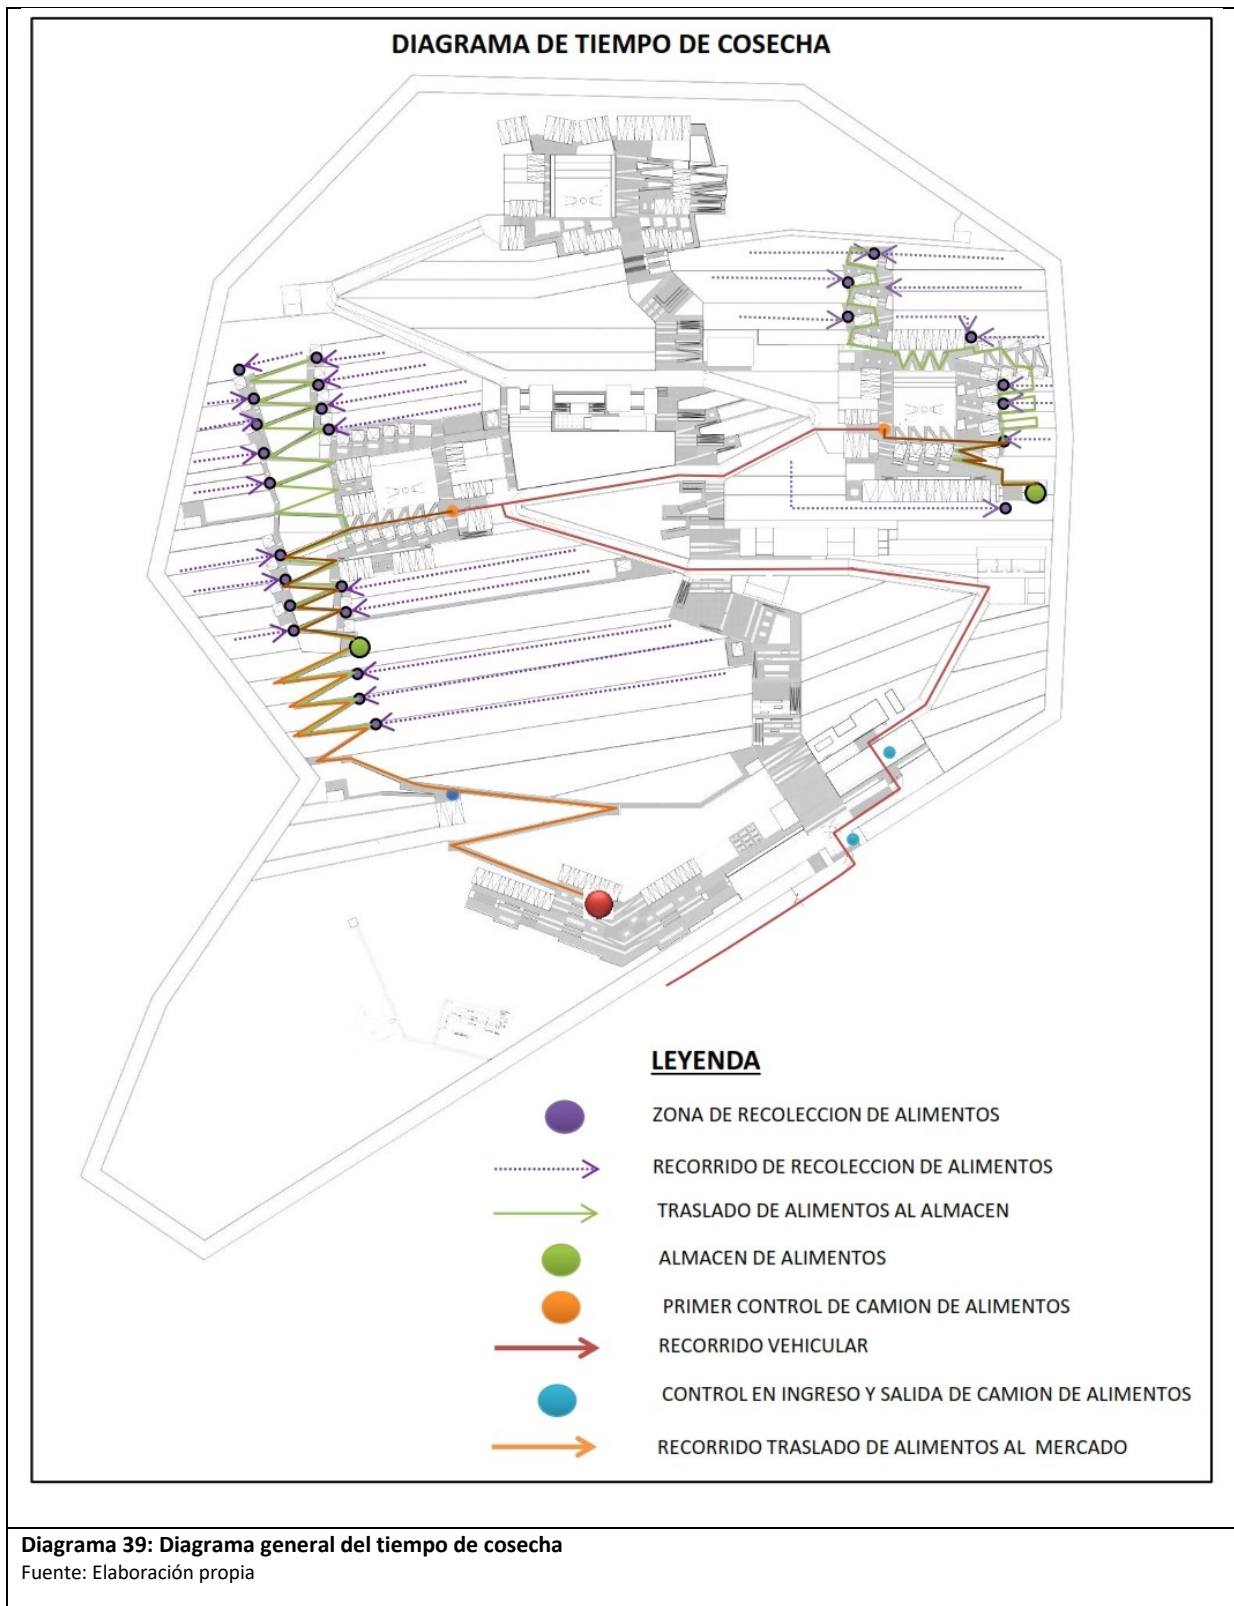 DIAGRAMA DE TIEMPO DE COSECHA
LEYENDA
ZONA DE RECOLECCION DE ALIMENTOS
RECORRIDO DE RECOLECCION DE ALIMENTOS
TRASLADO DE ALIMENTOS AL ALMACEN
ALMACEN DE ALIMENTOS
PRIMER CONTROL DE CAMION DE ALIMENTOS
RECORRIDO VEHICULAR
CONTROL EN INGRESO Y SALIDA DE CAMION DE ALIMENTOS
RECORRIDO TRASLADO DE ALIMENTOS AL MERCADO
Diagrama 39: Diagrama general del tiempo de cosecha
Fuente: Elaboración propia